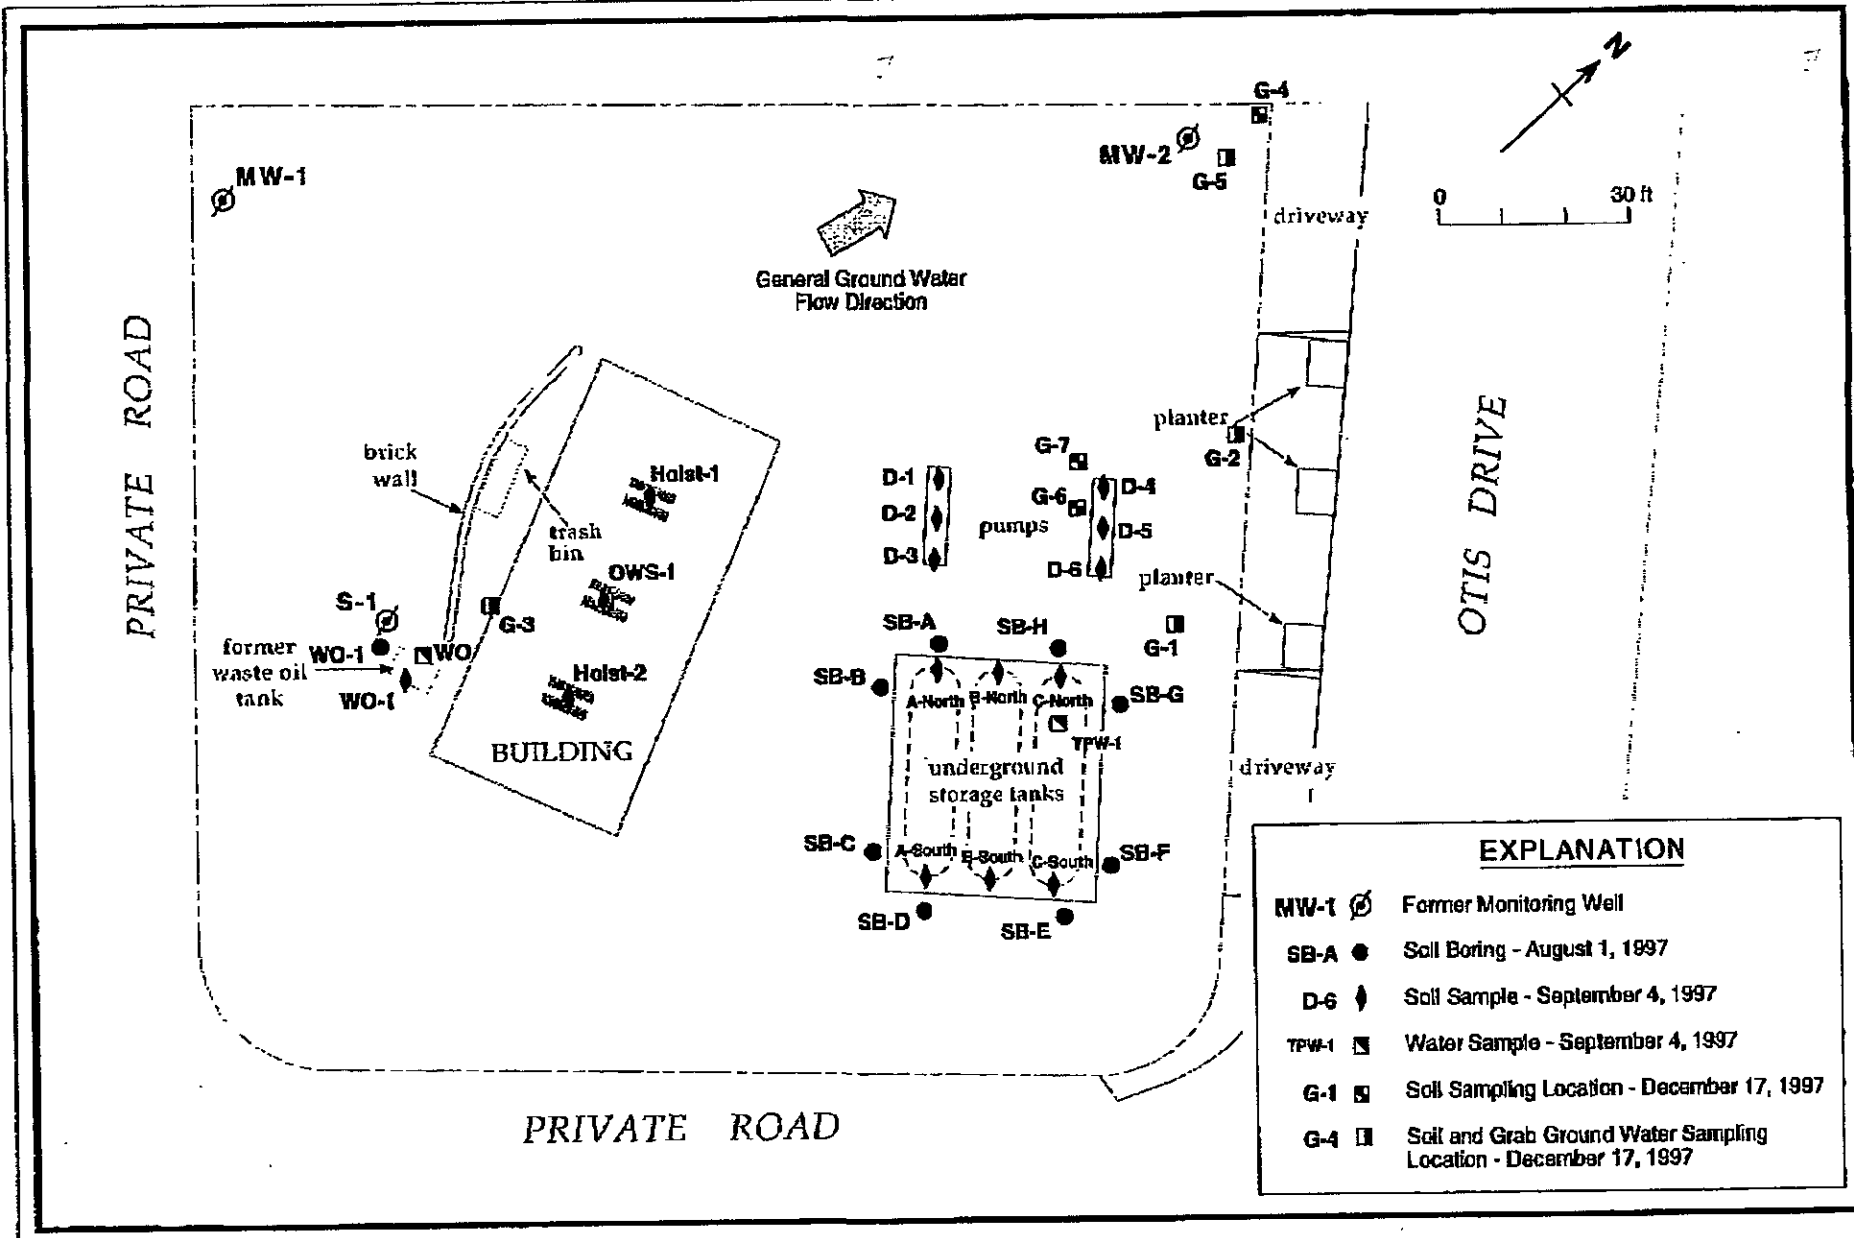 N
G-4
MW-2
G-5
MW-1
0 30 ft
driveway
General Ground Water
Flow Direction
PRIVATE ROAD
planter
G-2
OTIS DRIVE
brick
wall
Hoist-1
trash
bin
OWS-1
D-1
D-2
D-3
pumps
G-7
G-6
D-4
D-5
D-6
planter
S-1
G-3
former
waste oil
tank
WO-1
WO
WO-1
Hoist-2
BUILDING
SB-A
SB-H
G-1
SB-B
SB-G
A-North
B-North
C-North
TPW-1
underground
storage tanks
driveway
SB-C
A-South
B-South
C-South
SB-F
SB-D
SB-E
PRIVATE ROAD
EXPLANATION
MW-1 Former Monitoring Well
SB-A Soil Boring - August 1, 1997
D-6 Soil Sample - September 4, 1997
TPW-1 Water Sample - September 4, 1997
G-1 Soil Sampling Location - December 17, 1997
G-4 Soil and Grab Ground Water Sampling
Location - December 17, 1997